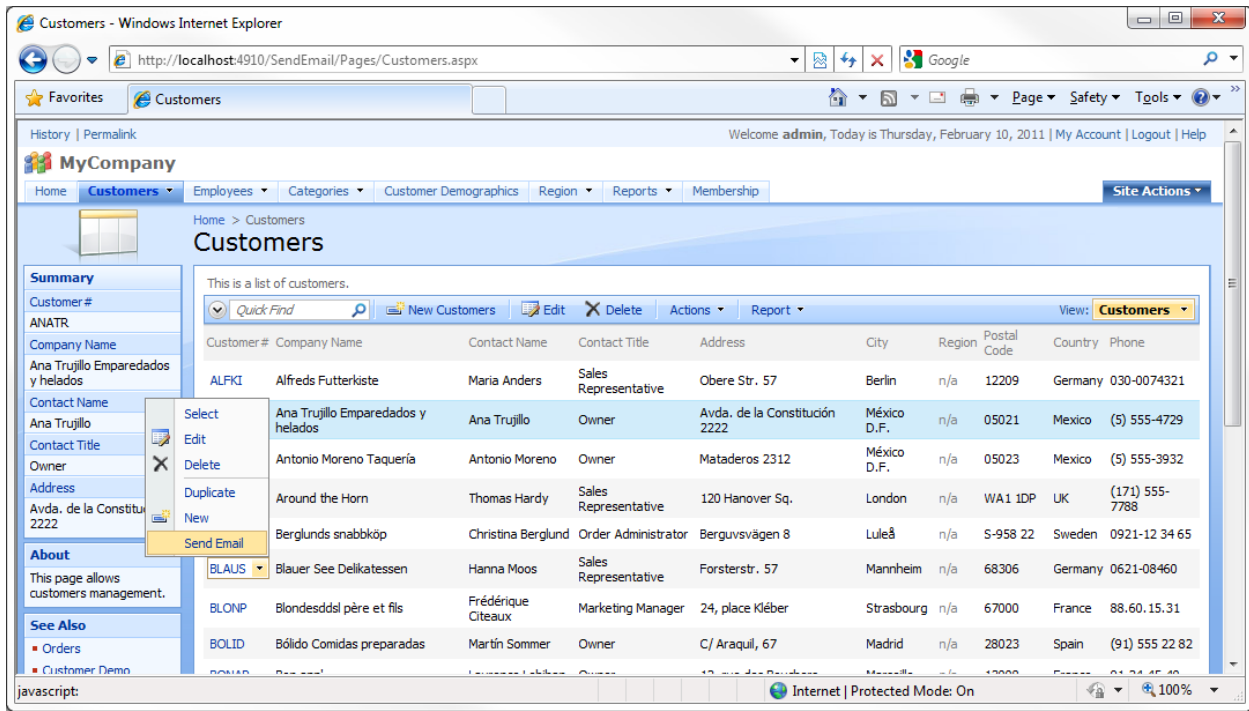 Customers - Windows Internet Explorer
http://localhost:4910/SendEmail/Pages/Customers.aspx
Google
Favorites Customers Page Safety Tools
History | Permalink Welcome admin, Today is Thursday, February 10, 2011 | My Account | Logout | Help
MyCompany
Home Customers Employees Categories Customer Demographics Region Reports Membership Site Actions
Home > Customers
Customers
Summary
Customer#
ANATR
Company Name
Ana Trujillo Emparedados
y helados
Contact Name
Ana Trujillo
Contact Title
Owner
Address
Avda. de la
2222
About
This page allows
customers management.
See Also
Orders
Customer Demo
Select
Edit
Delete
Duplicate
New
Send Email
This is a list of customers.
Quick Find New Customers Edit Delete Actions Report View: Customers
Customer# Company Name Contact Name Contact Title Address City Region Postal Code Country Phone
ALFKI Alfreds Futterkiste Maria Anders Sales Representative Obere Str. 57 Berlin n/a 12209 Germany 030-0074321
Ana Trujillo Emparedados y helados Ana Trujillo Owner Avda. de la Constitución 2222 México D.F. n/a 05021 Mexico (5) 555-4729
Antonio Moreno Taquería Antonio Moreno Owner Mataderos 2312 México D.F. n/a 05023 Mexico (5) 555-3932
Around the Horn Thomas Hardy Sales Representative 120 Hanover Sq. London n/a WA1 1DP UK (171) 555-7788
Berglunds snabbköp Christina Berglund Order Administrator Berguvsvägen 8 Luleå n/a S-958 22 Sweden 0921-12 34 65
BLAUS Blauer See Delikatessen Hanna Moos Sales Representative Forsterstr. 57 Mannheim n/a 68306 Germany 0621-08460
BLONP Blondesddsl père et fils Frédérique Citeaux Marketing Manager 24, place Kléber Strasbourg n/a 67000 France 88.60.15.31
BOLID Bólido Comidas preparadas Martín Sommer Owner C/ Araquil, 67 Madrid n/a 28023 Spain (91) 555 22 82
javascript: Internet | Protected Mode: On 100%